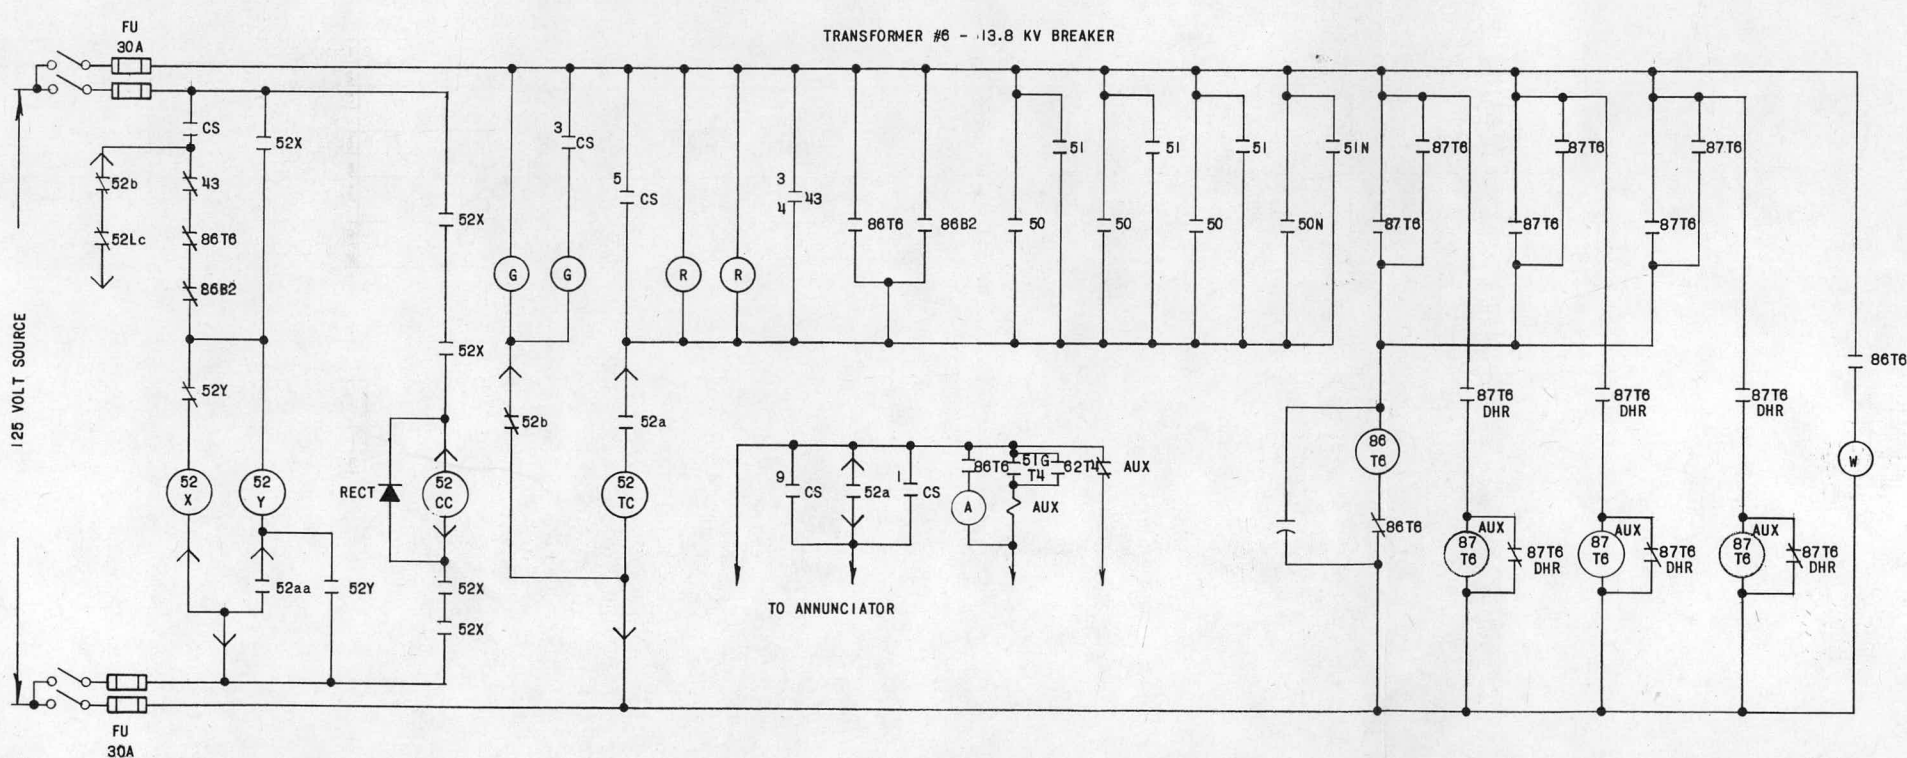 TRANSFORMER #6 - 13.8 KV BREAKER
FU
30A
CS
52X
3
CS
51
51
51
51N
87T6
87T6
87T6
52b
43
5
CS
3
43
4
52Lc
86T6
52X
86T6
86B2
50
50
50
50N
87T6
87T6
87T6
86B2
G
G
R
R
125 VOLT SOURCE
52X
86T6
52Y
87T6
DHR
87T6
DHR
87T6
DHR
52b
52a
86
T6
W
RECT
52
X
52
Y
52
CC
52
TC
9
CS
52a
1
CS
86T6
51G
T4
62T4
AUX
A
AUX
86T6
AUX
87
T6
87T6
DHR
AUX
87
T6
87T6
DHR
AUX
87
T6
87T6
DHR
52aa
52Y
52X
52X
TO ANNUNCIATOR
FU
30A